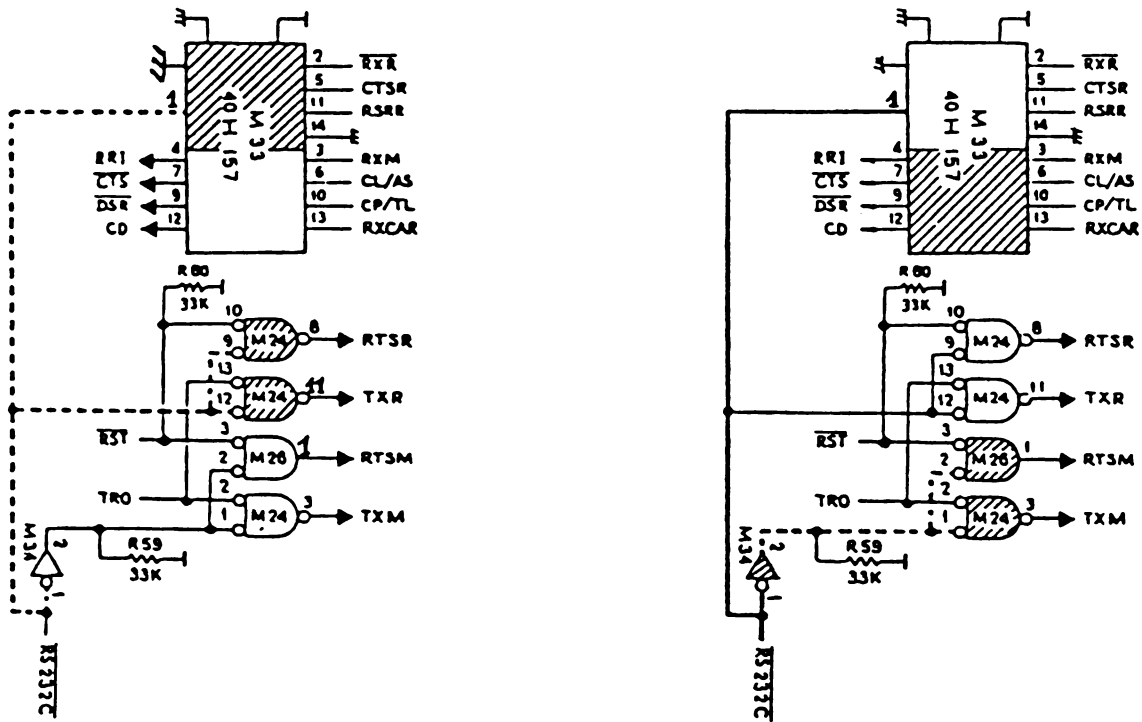 2 RXR
5 CTSR
1 11 RSRR
14
M 33
40H 157
RRI 4 3 RXM
CTS 7 6 CL/AS
DSR 9 10 CP/TL
CD 12 13 RXCAR
R60
33K
10
9 M24 8 RTSR
13
12 M24 11 TXR
RST 3
2 M26 1 RTSM
TRO 2
1 M24 3 TXM
M34 2
R59
33K
1
RS232C
2 RXR
5 CTSR
1 11 RSRR
14
M 33
40H 157
RRI 4 3 RXM
CTS 7 6 CL/AS
DSR 9 10 CP/TL
CD 12 13 RXCAR
R60
33K
10
9 M24 8 RTSR
13
12 M24 11 TXR
RST 3
2 M26 1 RTSM
TRO 2
1 M24 3 TXM
M34 2
R59
33K
1
RS232C